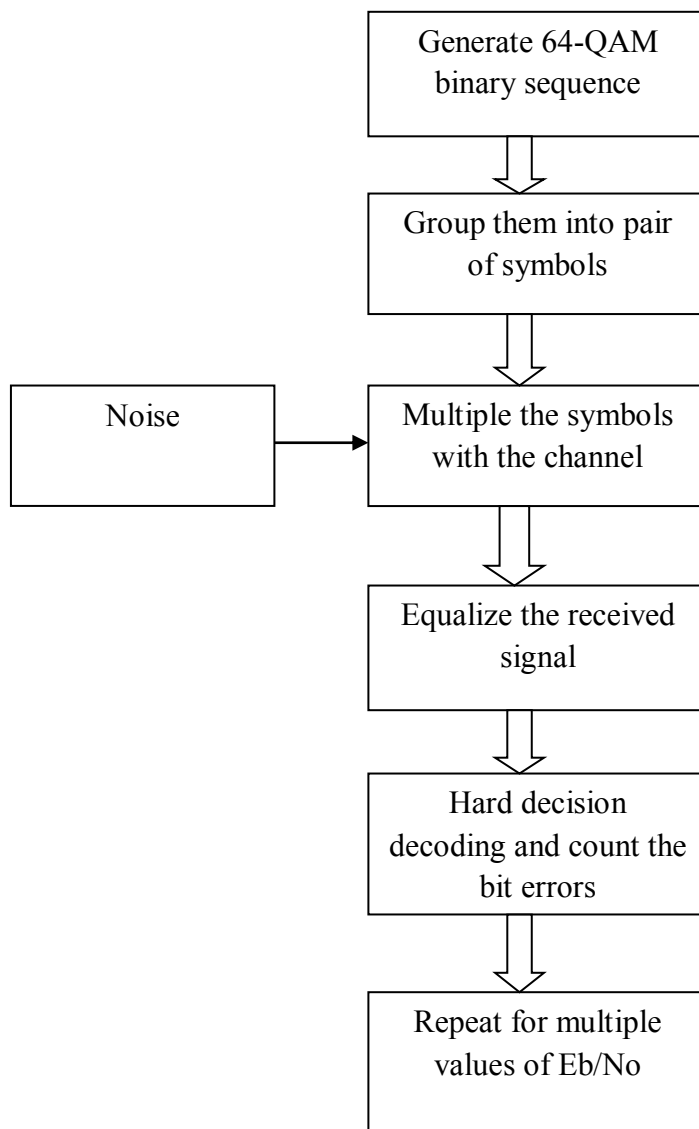 Generate 64-QAM
binary sequence
Group them into pair
of symbols
Noise
Multiple the symbols
with the channel
Equalize the received
signal
Hard decision
decoding and count the
bit errors
Repeat for multiple
values of Eb/No